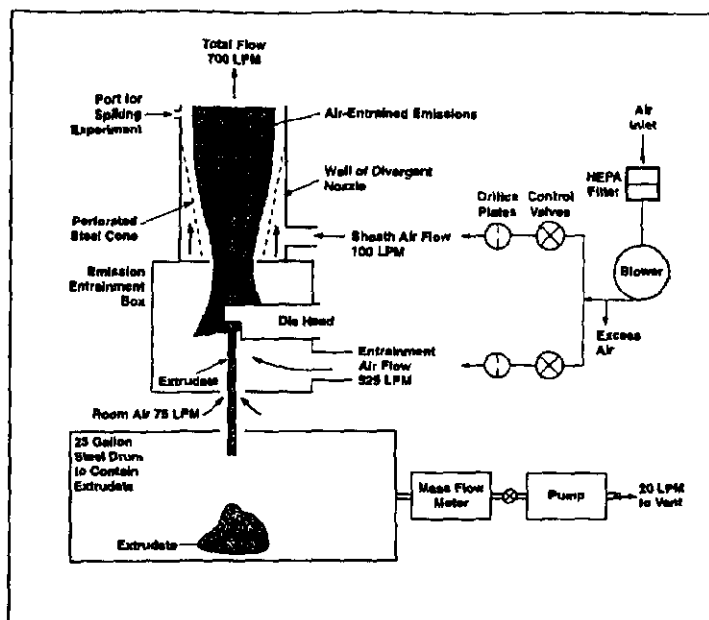 Total Flow
700 LPM
Port for
Spiking
Experiment
Air-Entrained Emissions
Air
Inlet
HEPA
Filter
Wall of Divergent
Nozzle
Orifice
Plates
Control
Valves
Perforated
Steel Cone
Sheath Air Flow
100 LPM
Emission
Entrainment
Box
Blower
Die Head
Excess
Air
Entrainment
Air Flow
525 LPM
Extrudate
Room Air 75 LPM
25 Gallon
Steel Drum
to Contain
Extrudate
Mass Flow
Meter
Pump
20 LPM
to Vent
Extrudate